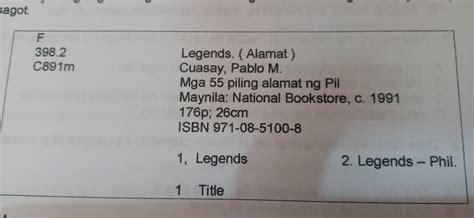 sagot.
F
398.2 Legends. ( Alamat )
C891m Cuasay, Pablo M.
Mga 55 piling alamat ng Pil
Maynila: National Bookstore, c. 1991
176p; 26cm
ISBN 971-08-5100-8
1, Legends 2. Legends – Phil.
1 Title